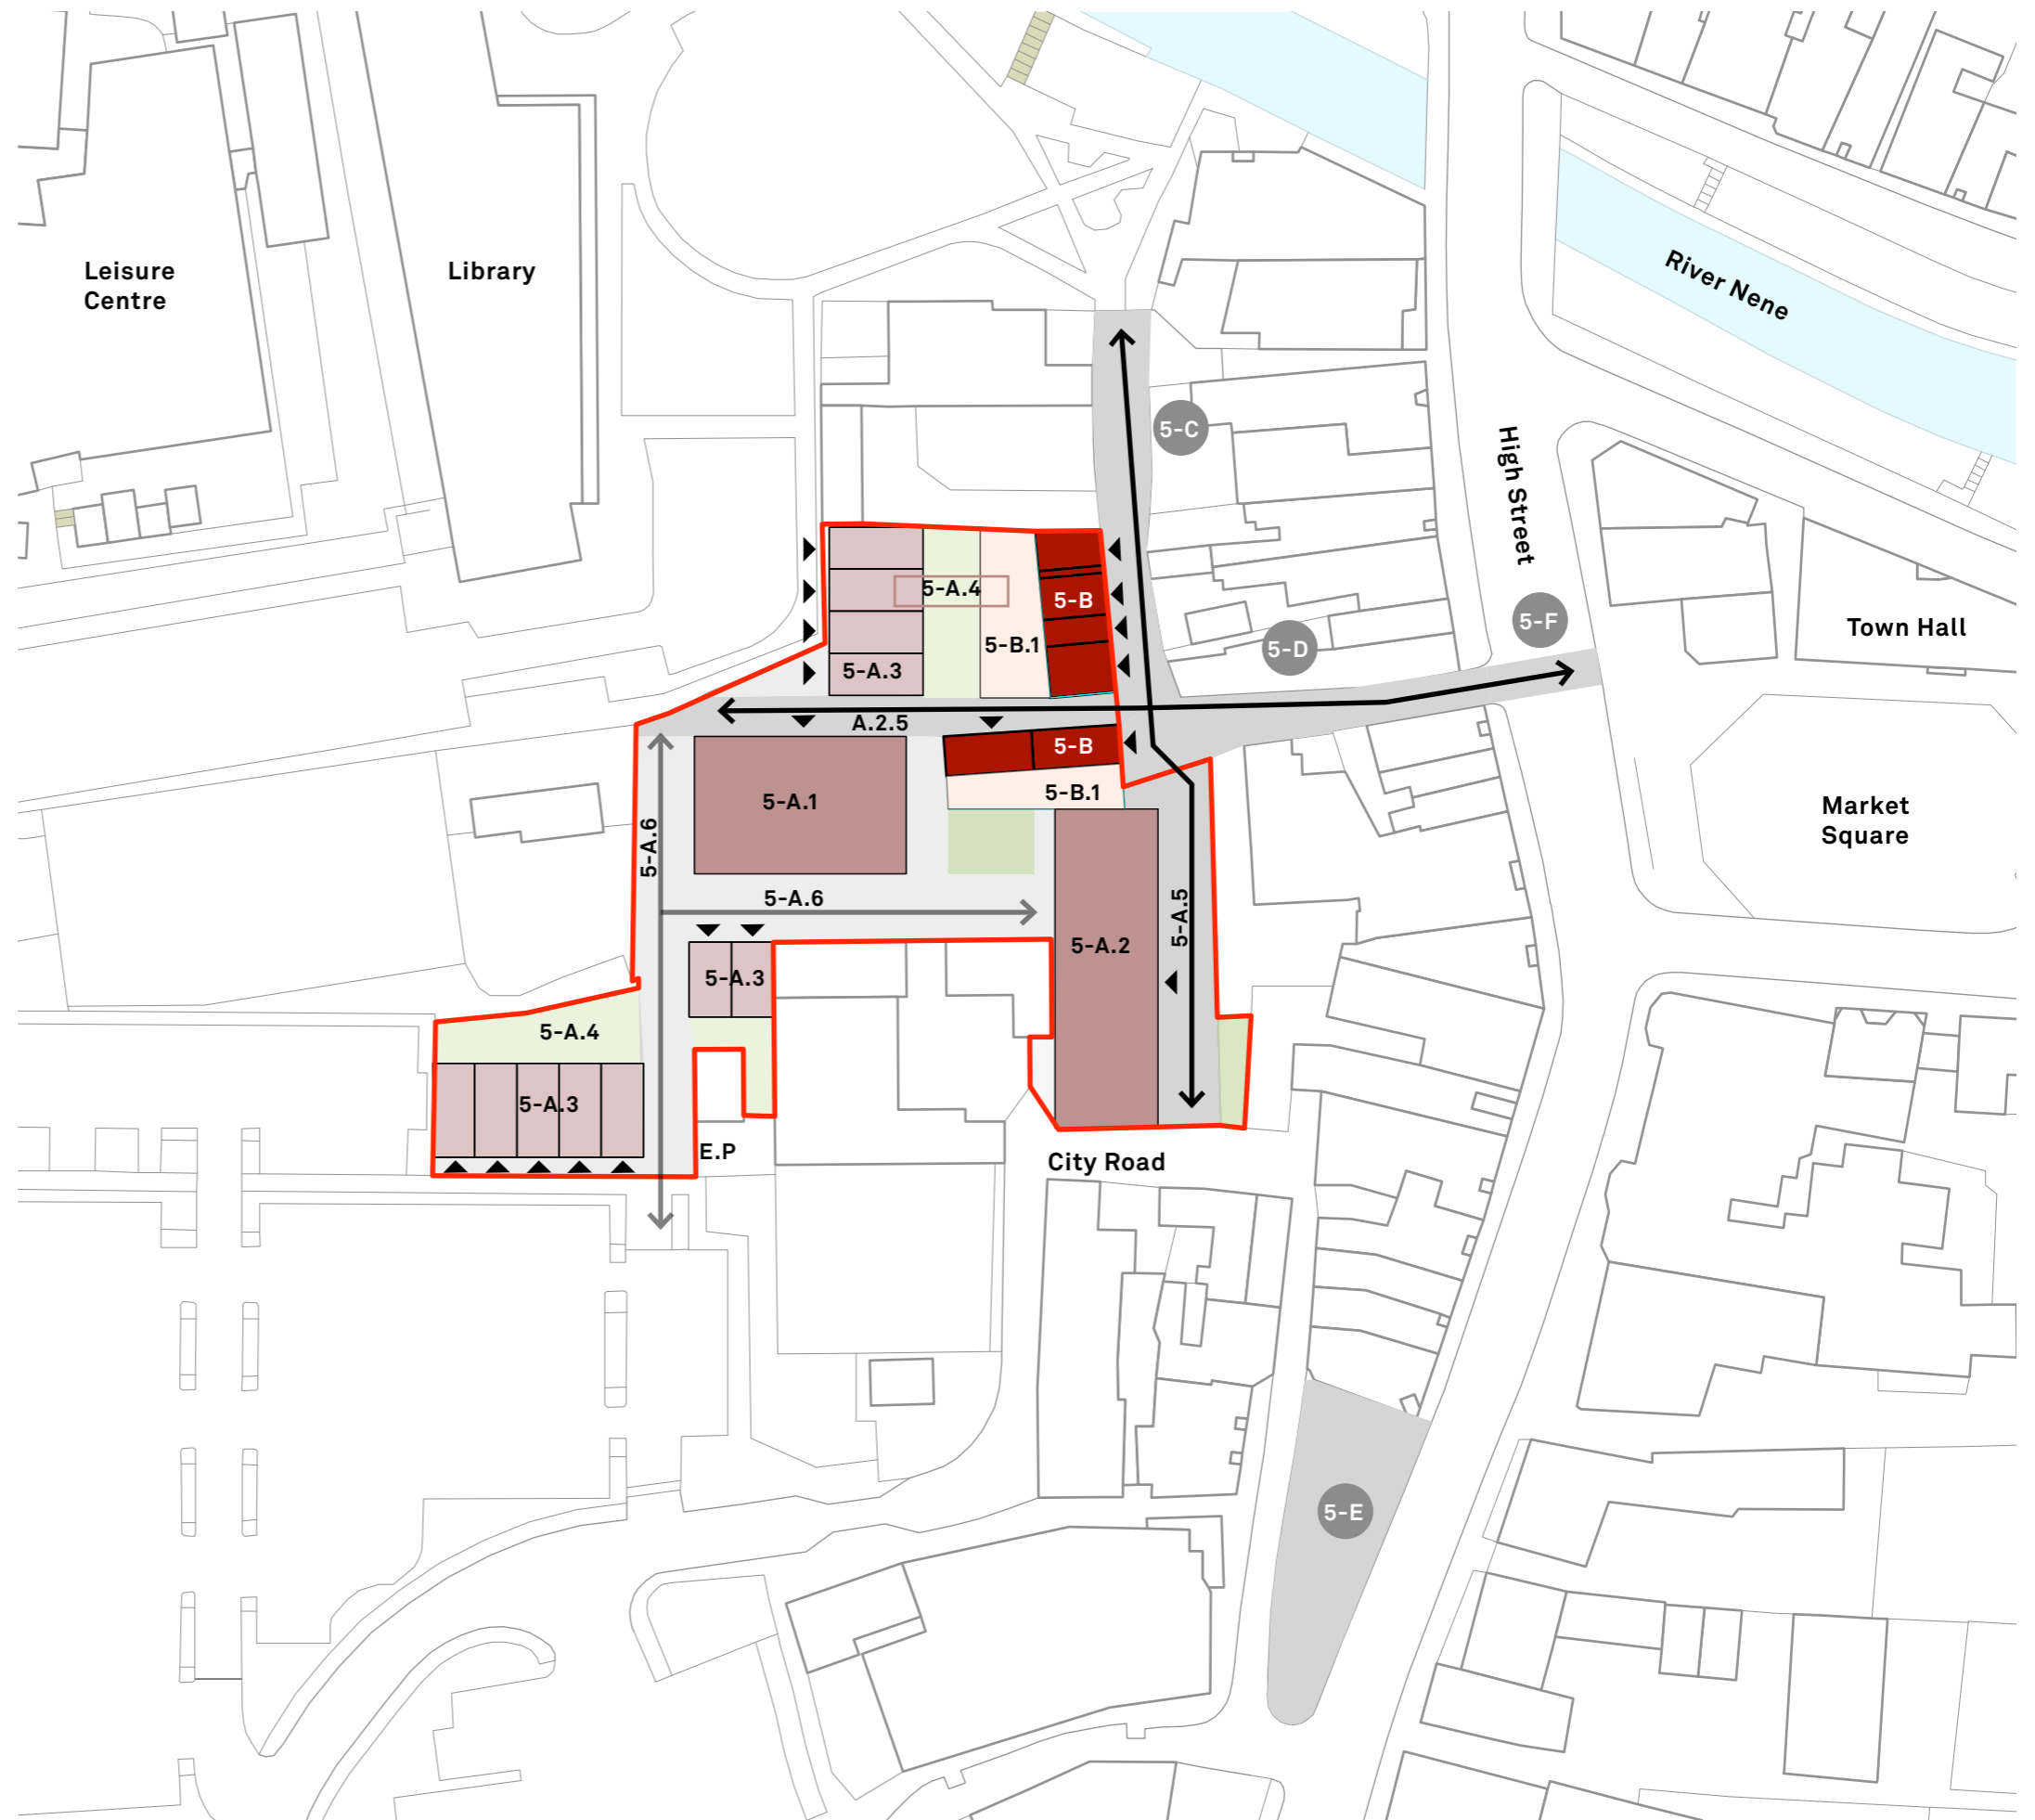 Leisure
Centre
Library
River Nene
5-C
High Street
5-A.4
5-B
5-B.1
5-A.3
5-D
5-F
Town Hall
A.2.5
5-B
5-B.1
5-A.1
Market
Square
5-A.6
5-A.6
5-A.5
5-A.2
5-A.3
5-A.4
5-A.3
E.P
City Road
5-E